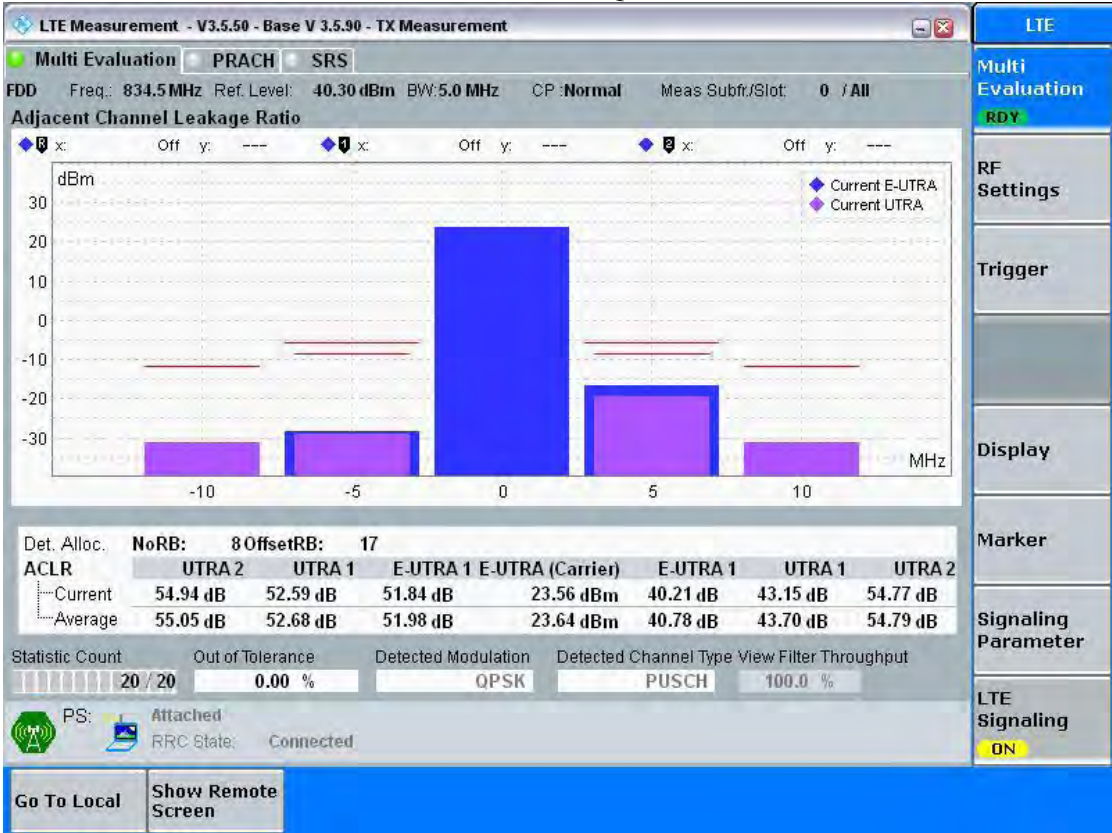 LTE Measurement - V3.5.50 - Base V 3.5.90 - TX Measurement
LTE
Multi Evaluation PRACH SRS
Multi
Evaluation
RDY
FDD Freq.: 834.5 MHz Ref. Level: 40.30 dBm BW:5.0 MHz CP :Normal Meas Subfr./Slot: 0 / All
Adjacent Channel Leakage Ratio
R x: Off y: --- 1 x: Off y: --- 2 x: Off y: ---
dBm
Current E-UTRA
Current UTRA
30
20
10
0
-10
-20
-30
MHz
-10 -5 0 5 10
RF
Settings
Trigger
Display
Marker
Signaling
Parameter
LTE
Signaling
ON
Det. Alloc. NoRB: 8 OffsetRB: 17
ACLR UTRA 2 UTRA 1 E-UTRA 1 E-UTRA (Carrier) E-UTRA 1 UTRA 1 UTRA 2
Current 54.94 dB 52.59 dB 51.84 dB 23.56 dBm 40.21 dB 43.15 dB 54.77 dB
Average 55.05 dB 52.68 dB 51.98 dB 23.64 dBm 40.78 dB 43.70 dB 54.79 dB
Statistic Count Out of Tolerance Detected Modulation Detected Channel Type View Filter Throughput
20 / 20 0.00 % QPSK PUSCH 100.0 %
PS: Attached
RRC State: Connected
Go To Local
Show Remote
Screen